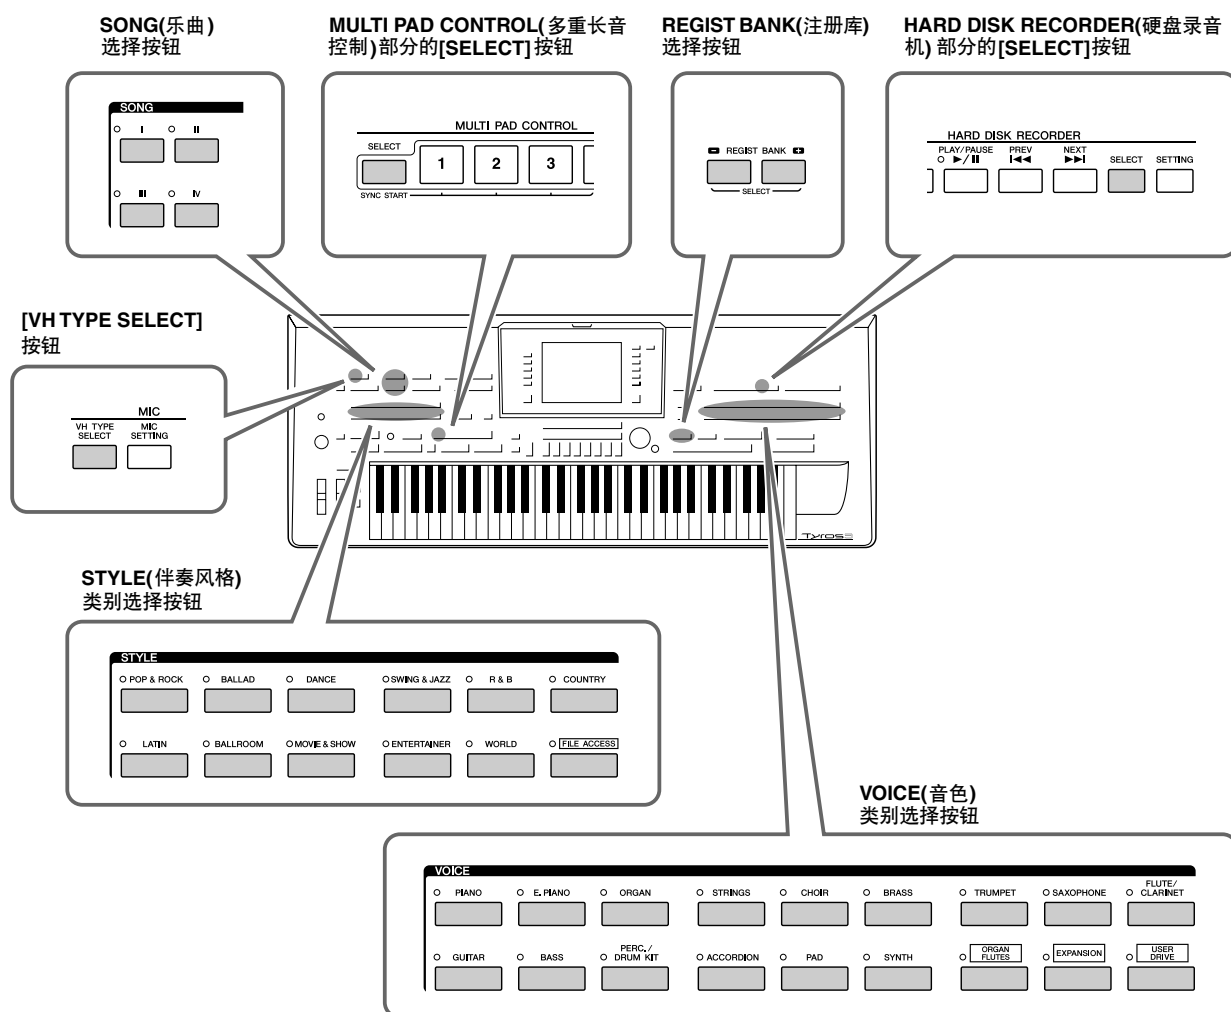 SONG(乐曲)
选择按钮
MULTI PAD CONTROL(多重长音
控制)部分的[SELECT]按钮
REGIST BANK(注册库)
选择按钮
HARD DISK RECORDER(硬盘录音
机) 部分的[SELECT]按钮
SONG
I II
III IV
MULTI PAD CONTROL
SELECT
1 2 3
SYNC START
REGIST BANK
SELECT
HARD DISK RECORDER
PLAY/PAUSE PREV NEXT SELECT SETTING
[VH TYPE SELECT]
按钮
MIC
VH TYPE SELECT
MIC SETTING
Tyros3
STYLE(伴奏风格)
类别选择按钮
STYLE
POP & ROCK BALLAD DANCE SWING & JAZZ R & B COUNTRY
LATIN BALLROOM MOVIE & SHOW ENTERTAINER WORLD FILE ACCESS
VOICE(音色)
类别选择按钮
VOICE
PIANO E. PIANO ORGAN STRINGS CHOIR BRASS TRUMPET SAXOPHONE FLUTE/ CLARINET
GUITAR BASS PERC./ DRUM KIT ACCORDION PAD SYNTH ORGAN FLUTES EXPANSION USER DRIVE